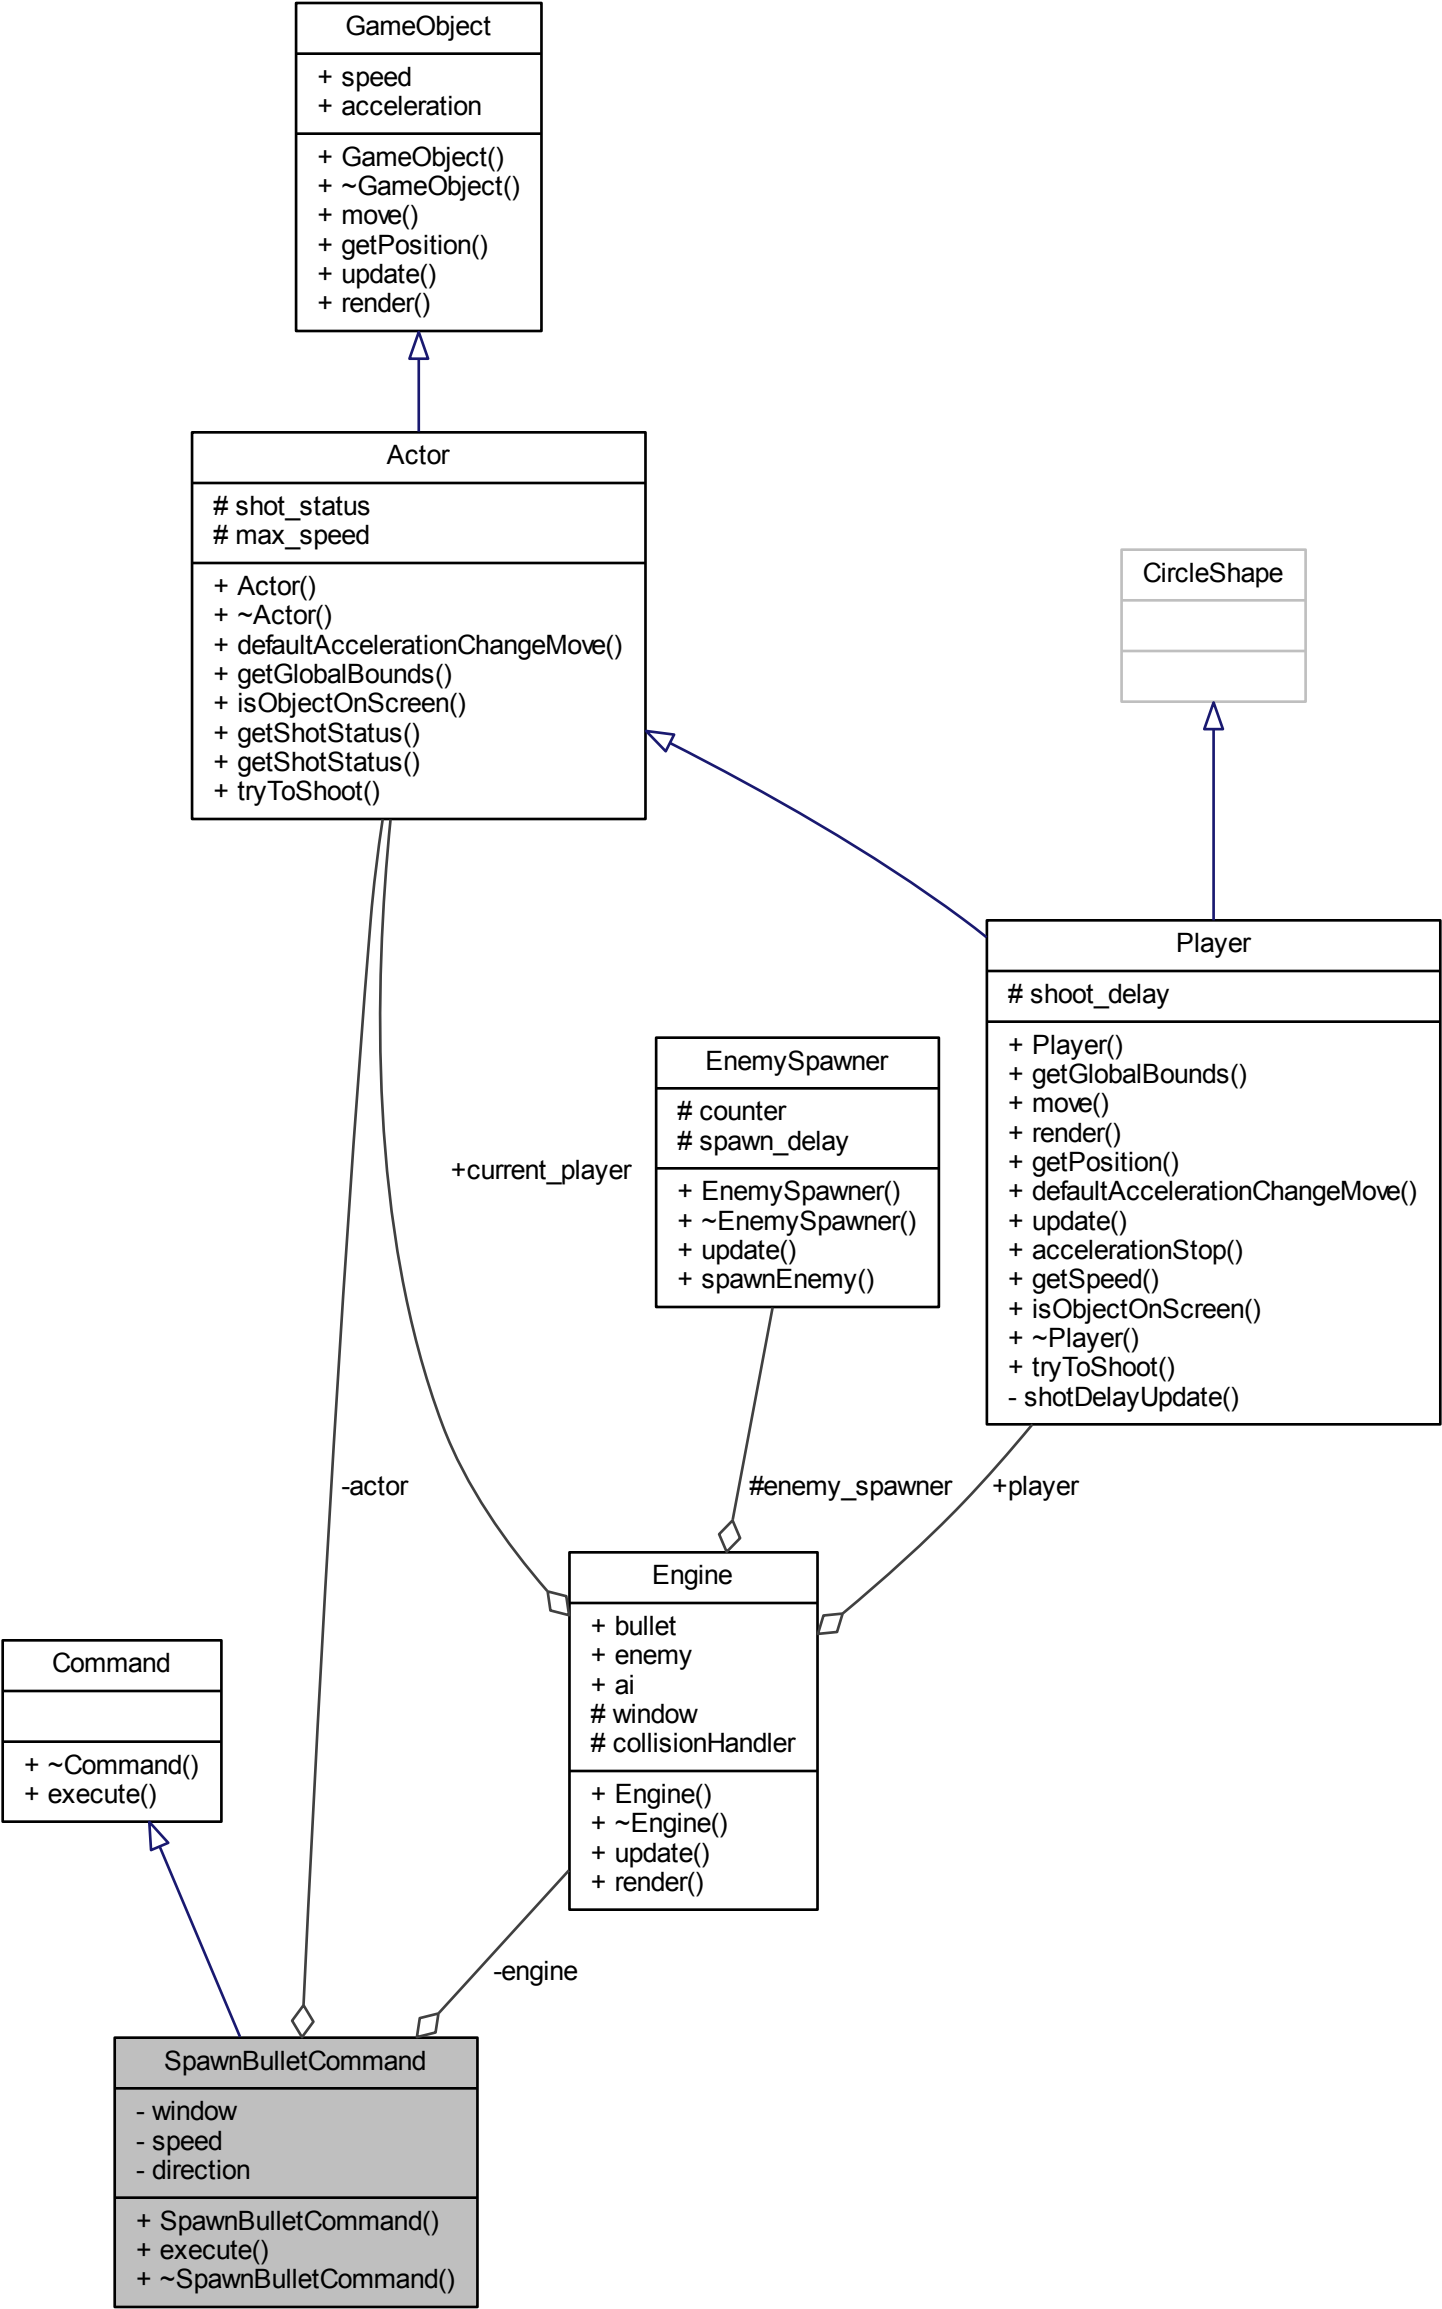 GameObject
+ speed
+ acceleration
+ GameObject()
+ ~GameObject()
+ move()
+ getPosition()
+ update()
+ render()
Actor
# shot_status
# max_speed
+ Actor()
+ ~Actor()
+ defaultAccelerationChangeMove()
+ getGlobalBounds()
+ isObjectOnScreen()
+ getShotStatus()
+ getShotStatus()
+ tryToShoot()
CircleShape
Player
# shoot_delay
+ Player()
+ getGlobalBounds()
+ move()
+ render()
+ getPosition()
+ defaultAccelerationChangeMove()
+ update()
+ accelerationStop()
+ getSpeed()
+ isObjectOnScreen()
+ ~Player()
+ tryToShoot()
- shotDelayUpdate()
EnemySpawner
# counter
# spawn_delay
+ EnemySpawner()
+ ~EnemySpawner()
+ update()
+ spawnEnemy()
+current_player
-actor
#enemy_spawner
+player
Engine
+ bullet
+ enemy
+ ai
# window
# collisionHandler
+ Engine()
+ ~Engine()
+ update()
+ render()
Command
+ ~Command()
+ execute()
-engine
SpawnBulletCommand
- window
- speed
- direction
+ SpawnBulletCommand()
+ execute()
+ ~SpawnBulletCommand()